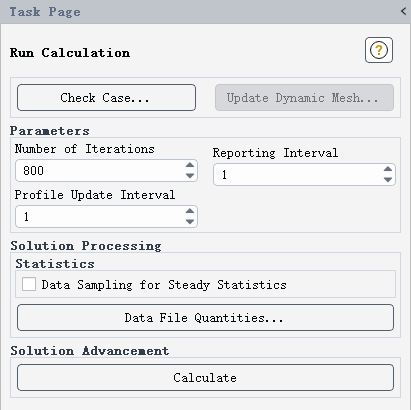 Task Page
Run Calculation
Check Case... Update Dynamic Mesh...
Parameters
Number of Iterations Reporting Interval
800 1
Profile Update Interval
1
Solution Processing
Statistics
Data Sampling for Steady Statistics
Data File Quantities...
Solution Advancement
Calculate